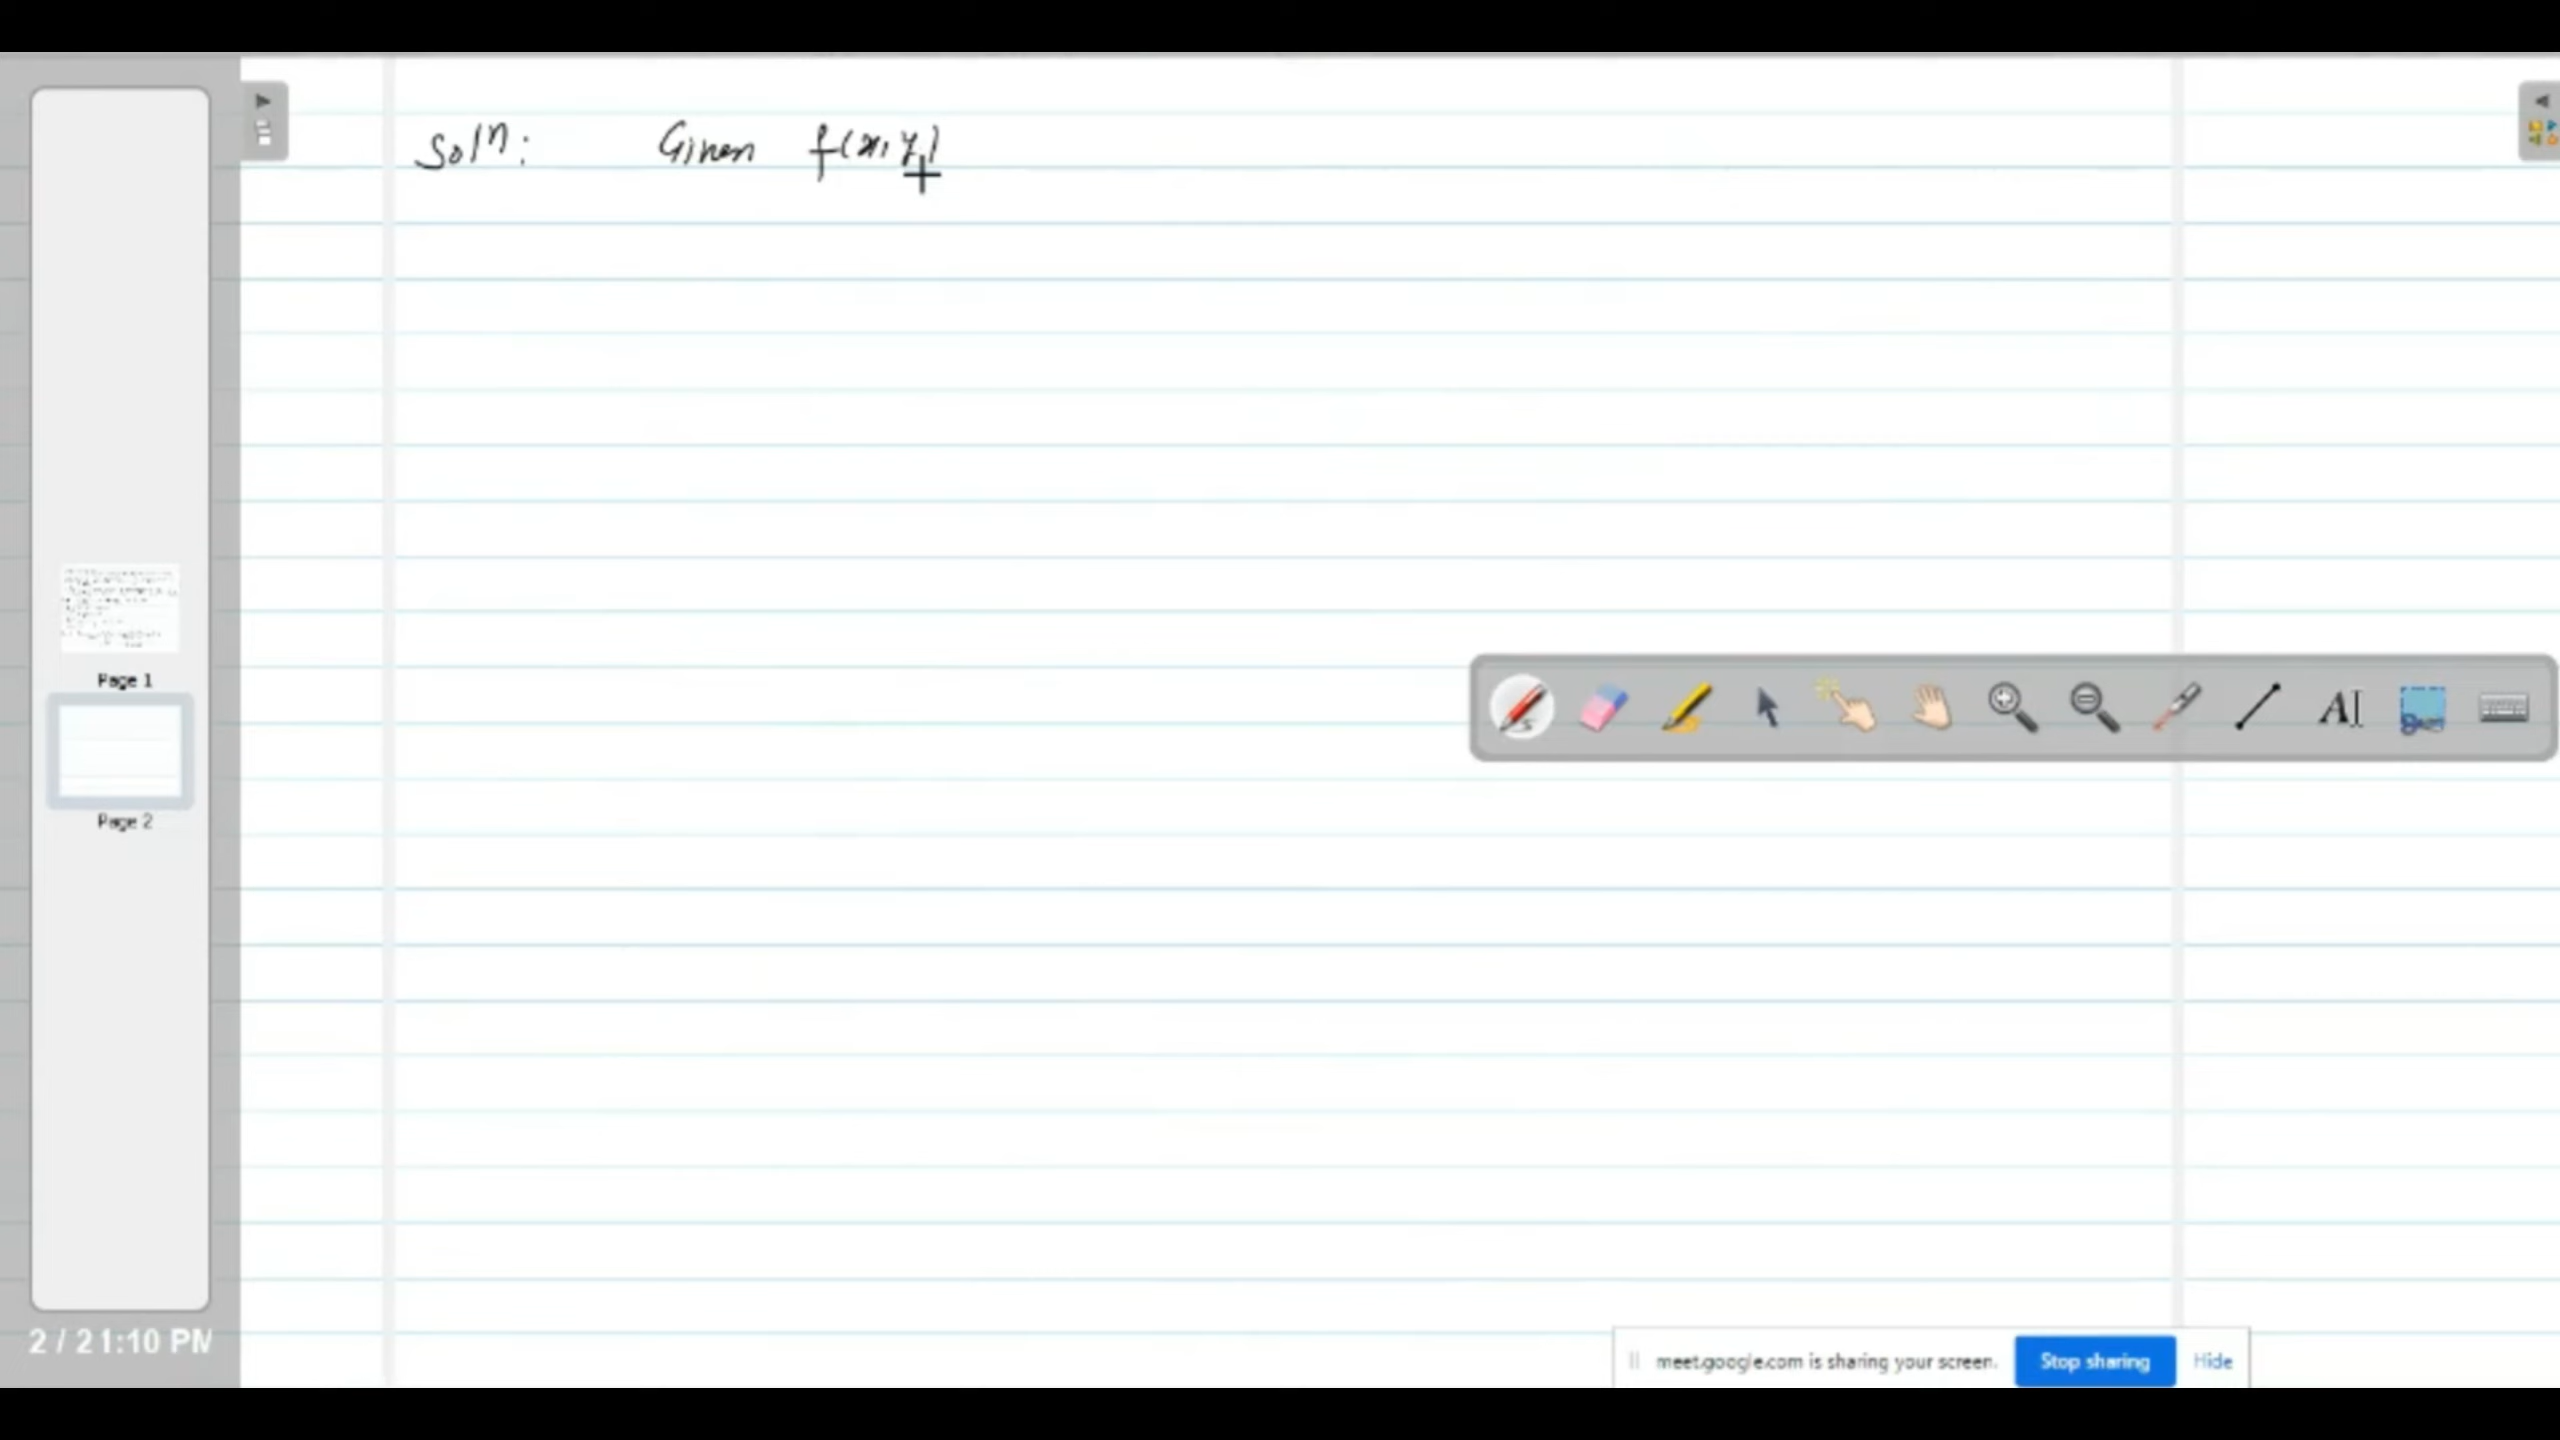 Solⁿ: Given f(x,y)
Page 1
AI
Page 2
2 / 2 1:10 PM
meet.google.com is sharing your screen. Stop sharing Hide